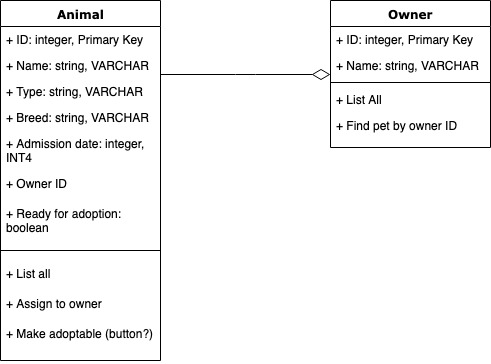 Animal
+ ID: integer, Primary Key
+ Name: string, VARCHAR
+ Type: string, VARCHAR
+ Breed: string, VARCHAR
+ Admission date: integer,
INT4
+ Owner ID
+ Ready for adoption:
boolean
+ List all
+ Assign to owner
+ Make adoptable (button?)
Owner
+ ID: integer, Primary Key
+ Name: string, VARCHAR
+ List All
+ Find pet by owner ID